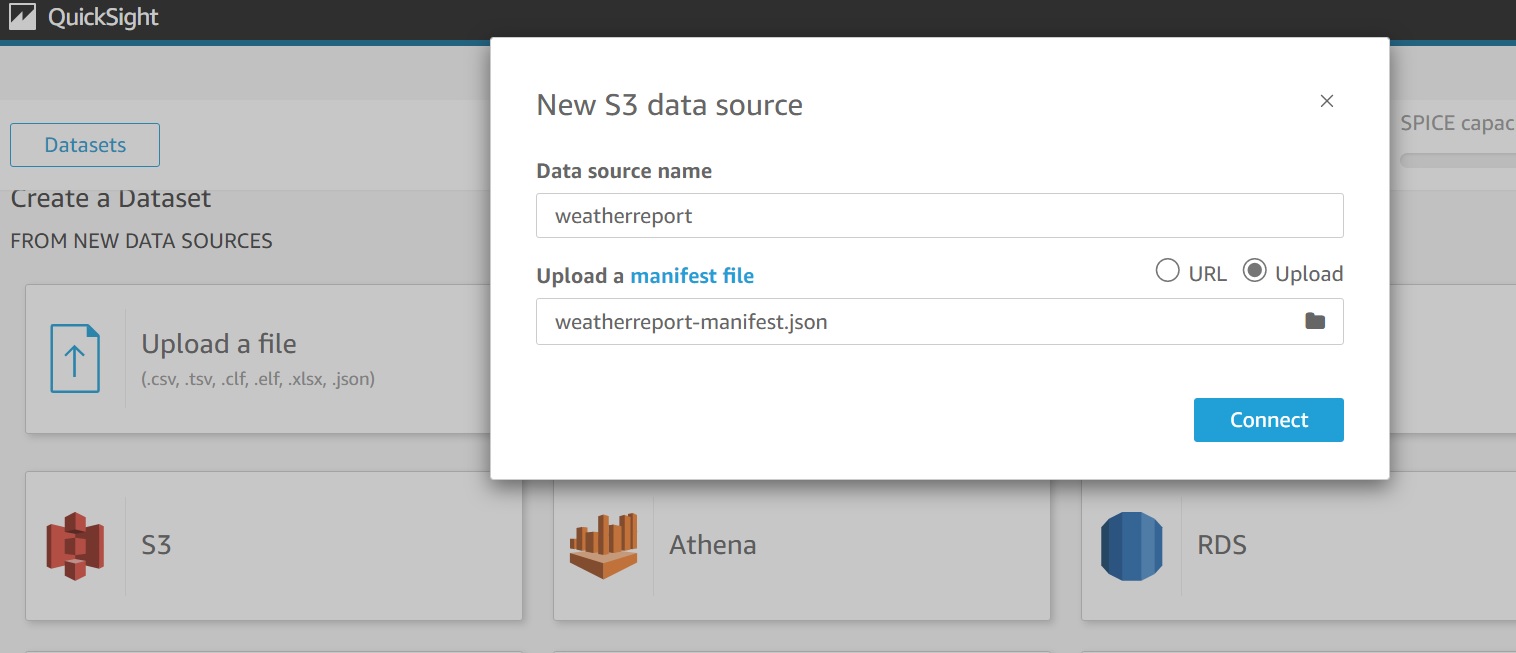 QuickSight
New S3 data source
Datasets
SPICE capac
Data source name
Create a Dataset
weatherreport
FROM NEW DATA SOURCES
Upload a manifest file
URL
Upload
Upload a file
(.csv, .tsv, .clf, .elf, .xlsx, .json)
weatherreport-manifest.json
Connect
S3
Athena
RDS